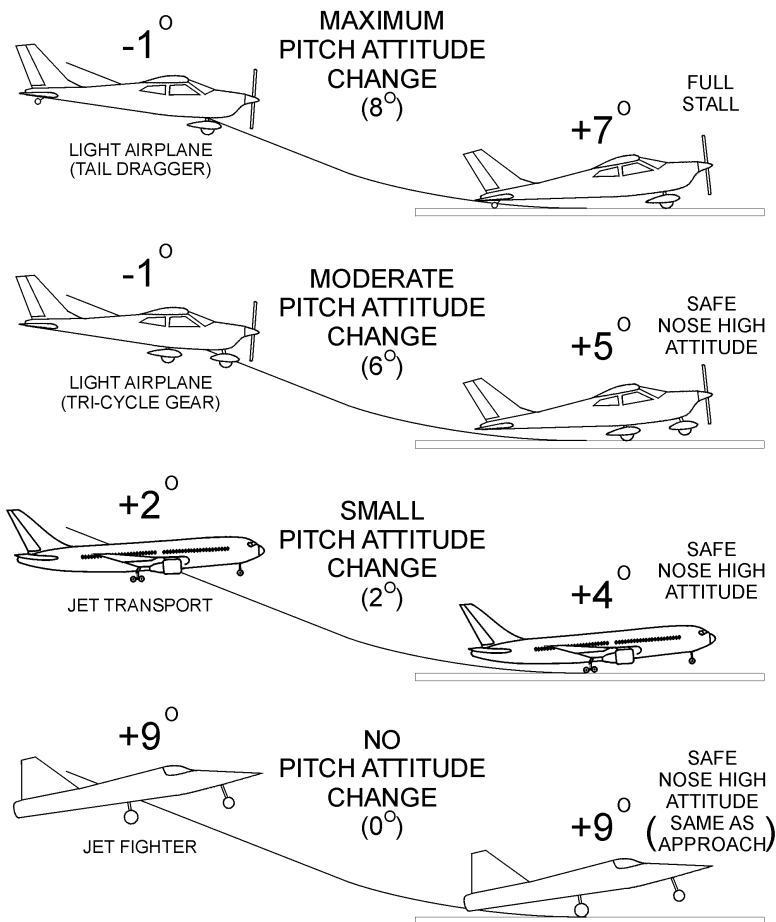 -1°
MAXIMUM
PITCH ATTITUDE
CHANGE
(8°)
LIGHT AIRPLANE
(TAIL DRAGGER)
+7°
FULL
STALL
-1°
MODERATE
PITCH ATTITUDE
CHANGE
(6°)
LIGHT AIRPLANE
(TRI-CYCLE GEAR)
+5°
SAFE
NOSE HIGH
ATTITUDE
+2°
SMALL
PITCH ATTITUDE
CHANGE
(2°)
JET TRANSPORT
+4°
SAFE
NOSE HIGH
ATTITUDE
+9°
NO
PITCH ATTITUDE
CHANGE
(0°)
JET FIGHTER
+9°
SAFE
NOSE HIGH
ATTITUDE
(SAME AS
APPROACH)